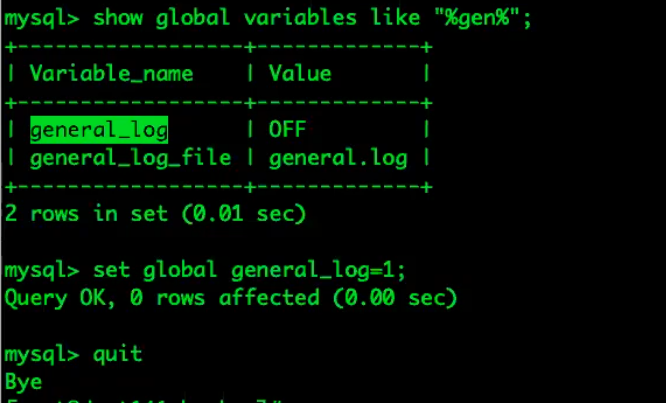 mysql> show global variables like "%gen%";
+------------------+-------------+
| Variable_name    | Value       |
+------------------+-------------+
| general_log      | OFF         |
| general_log_file | general.log |
+------------------+-------------+
2 rows in set (0.01 sec)
mysql> set global general_log=1;
Query OK, 0 rows affected (0.00 sec)
mysql> quit
Bye